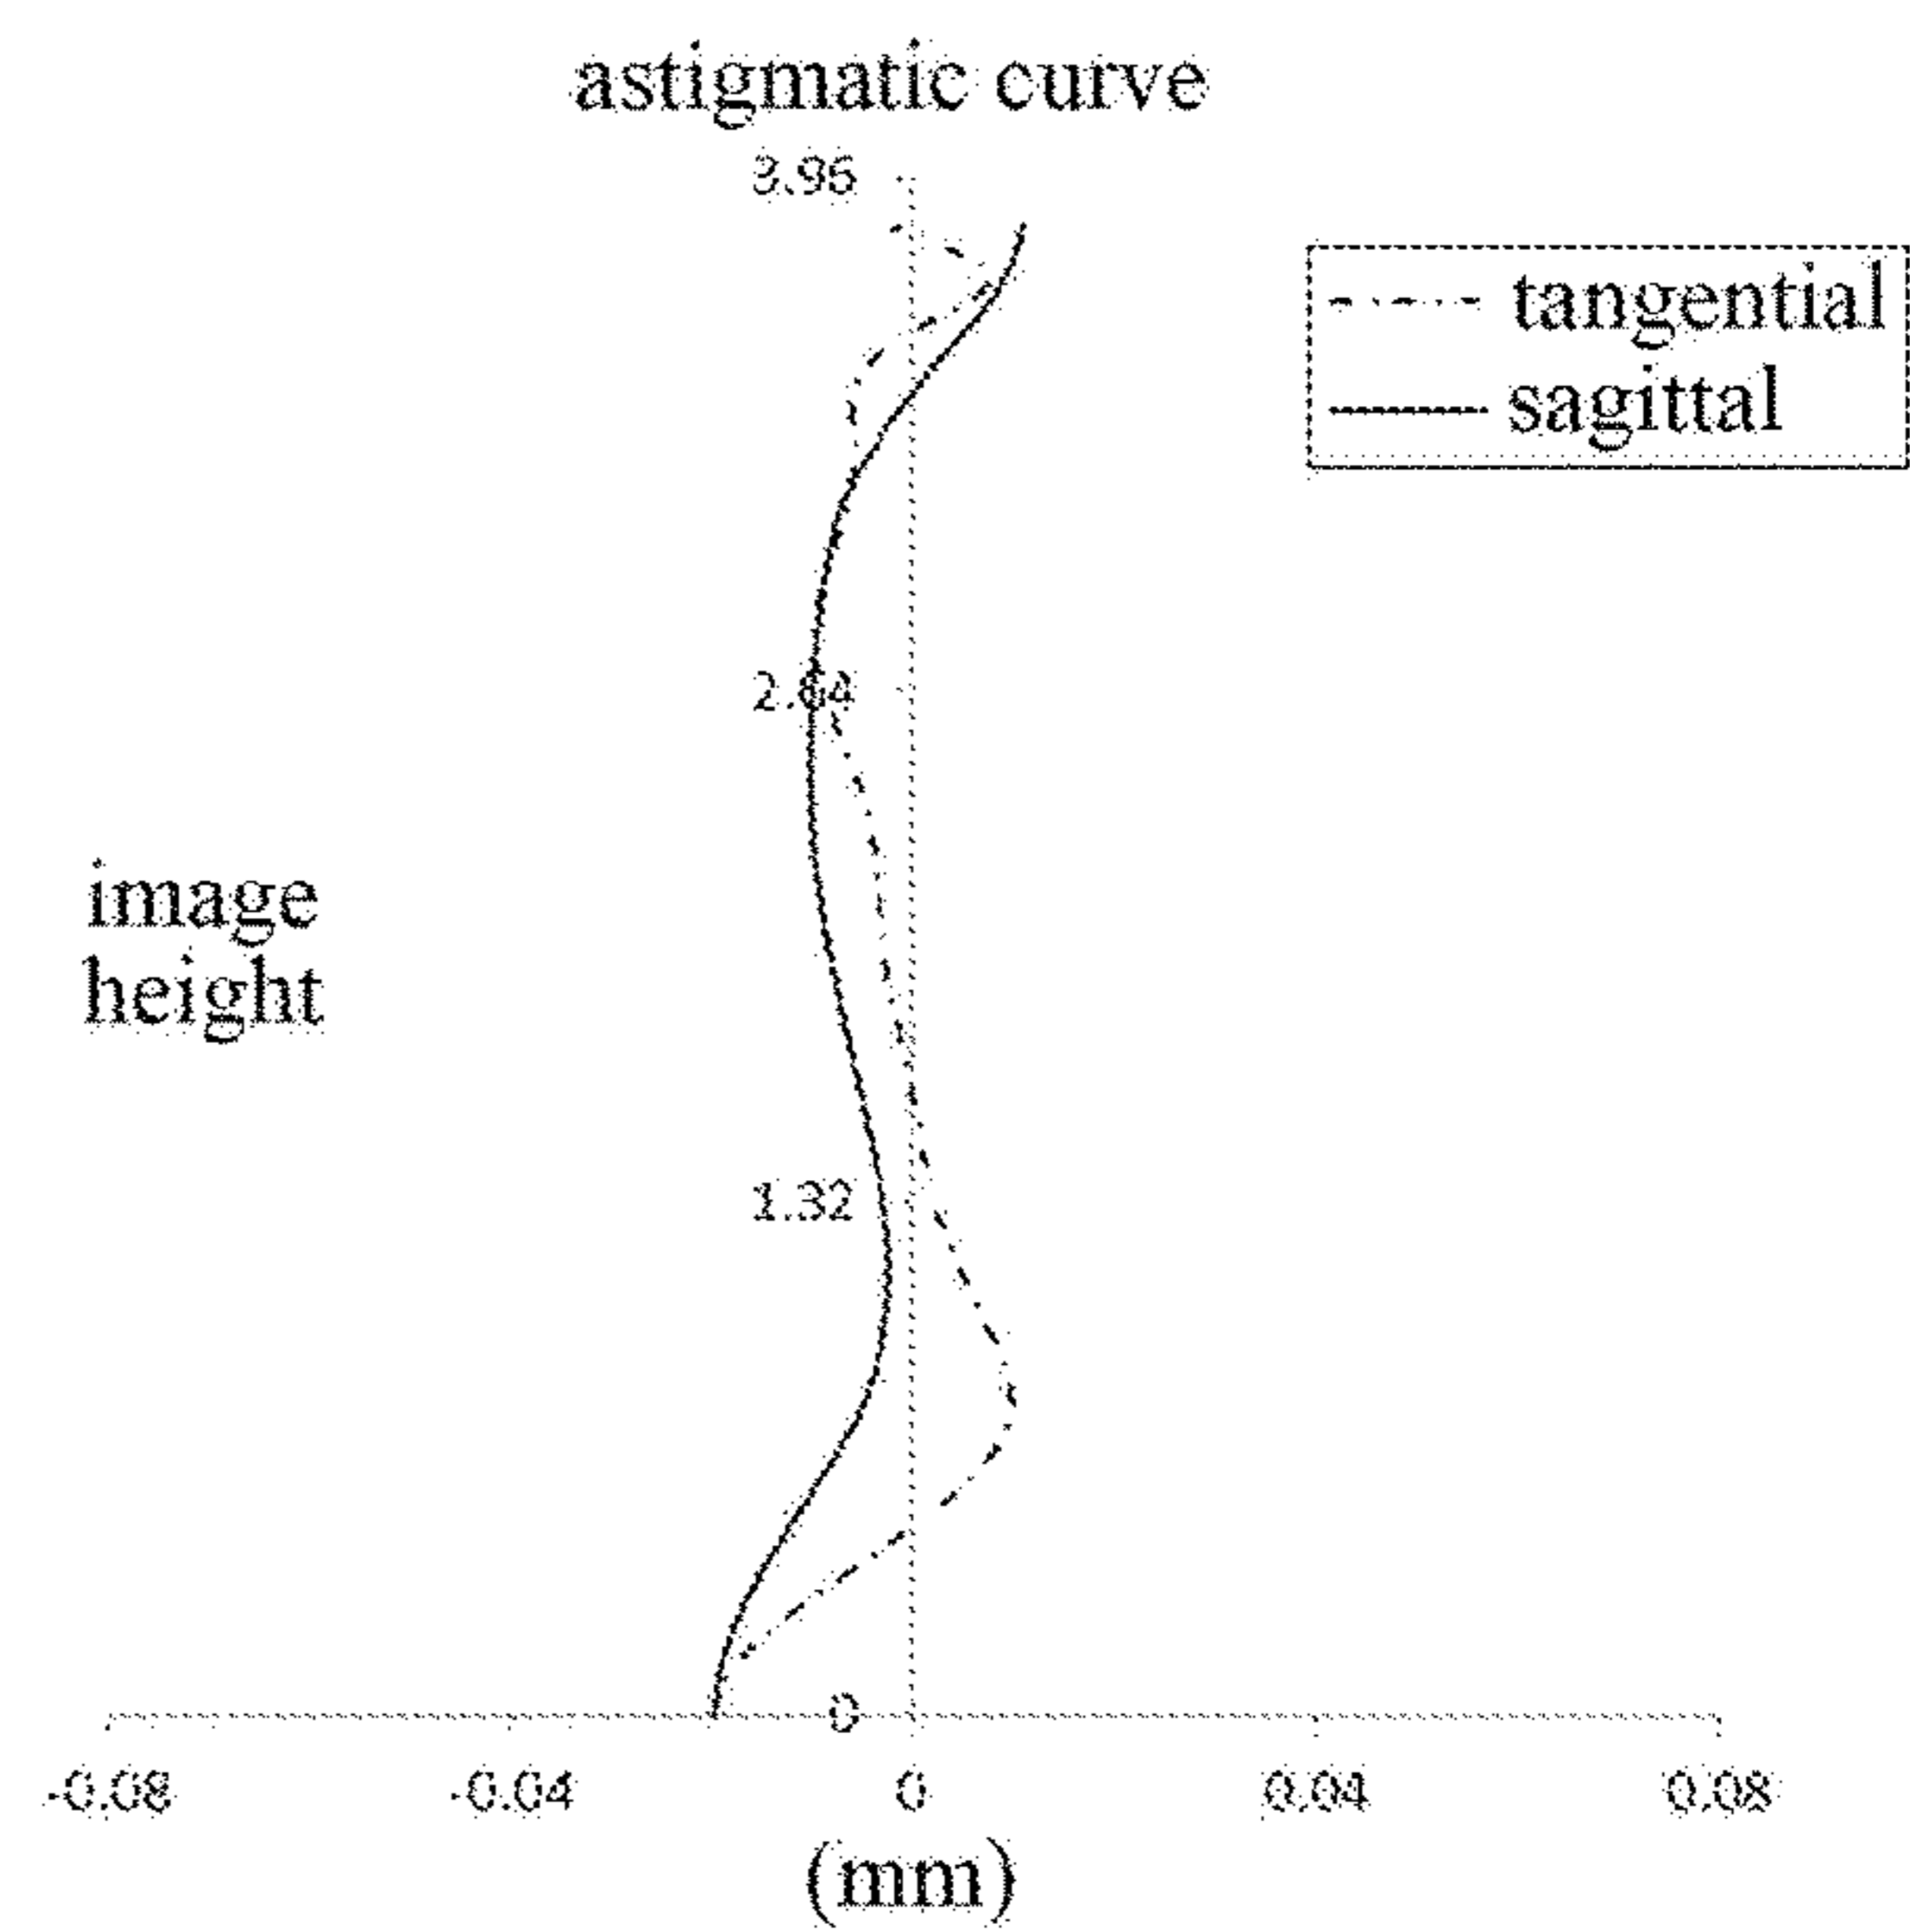 astigmatic curve
3.96
tangential
sagittal
2.64
image
height
1.32
0
-0.08 -0.04 0 0.04 0.08
(mm)